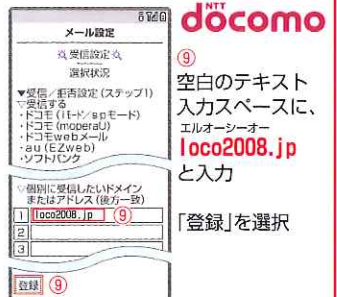 メール設定
受信設定
選択状況
▼受信／拒否設定(ステップ1)
▽受信する
・ドコモ(iモード／spモード)
・ドコモ(moperaU)
・ドコモwebメール
・au(EZweb)
・ソフトバンク
▽個別に受信したいドメイン
またはアドレス(後方一致)
1 loco2008.jp ⑨
2
3
登録 ⑨
NTT
döcomo
⑨
空白のテキスト
入力スペースに、
エルオーシーオー
loco2008.jp
と入力
「登録」を選択